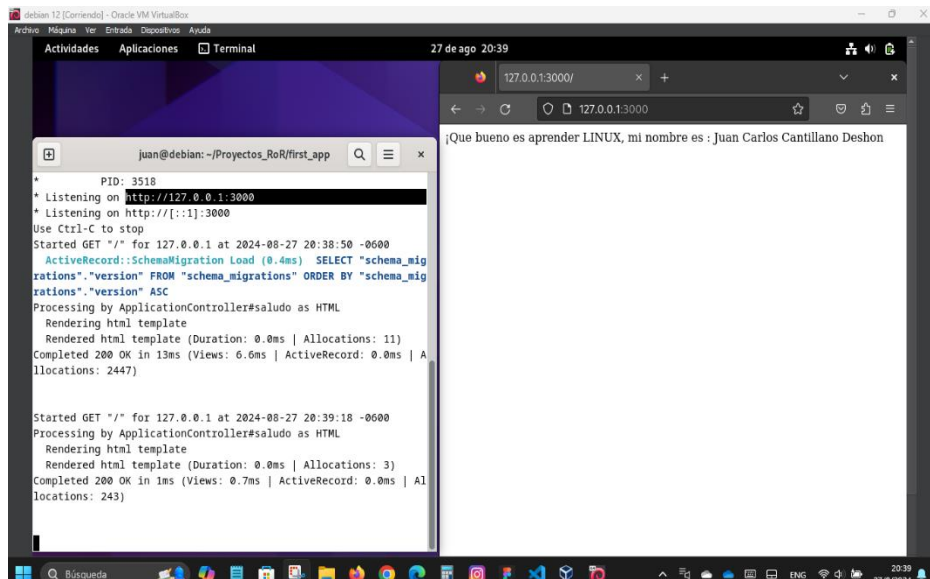 debian 12 [Corriendo] - Oracle VM VirtualBox
Archivo Máquina Ver Entrada Dispositivos Ayuda
Actividades Aplicaciones Terminal 27 de ago 20:39
127.0.0.1:3000/
127.0.0.1:3000
¡Que bueno es aprender LINUX, mi nombre es : Juan Carlos Cantillano Deshon
juan@debian: ~/Proyectos_RoR/first_app
* PID: 3518
* Listening on http://127.0.0.1:3000
* Listening on http://[::1]:3000
Use Ctrl-C to stop
Started GET "/" for 127.0.0.1 at 2024-08-27 20:38:50 -0600
ActiveRecord::SchemaMigration Load (0.4ms) SELECT "schema_mig
rations"."version" FROM "schema_migrations" ORDER BY "schema_mig
rations"."version" ASC
Processing by ApplicationController#saludo as HTML
Rendering html template
Rendered html template (Duration: 0.0ms | Allocations: 11)
Completed 200 OK in 13ms (Views: 6.6ms | ActiveRecord: 0.0ms | A
llocations: 2447)
Started GET "/" for 127.0.0.1 at 2024-08-27 20:39:18 -0600
Processing by ApplicationController#saludo as HTML
Rendering html template
Rendered html template (Duration: 0.0ms | Allocations: 3)
Completed 200 OK in 1ms (Views: 0.7ms | ActiveRecord: 0.0ms | Al
locations: 243)
Búsqueda ENG 20:39